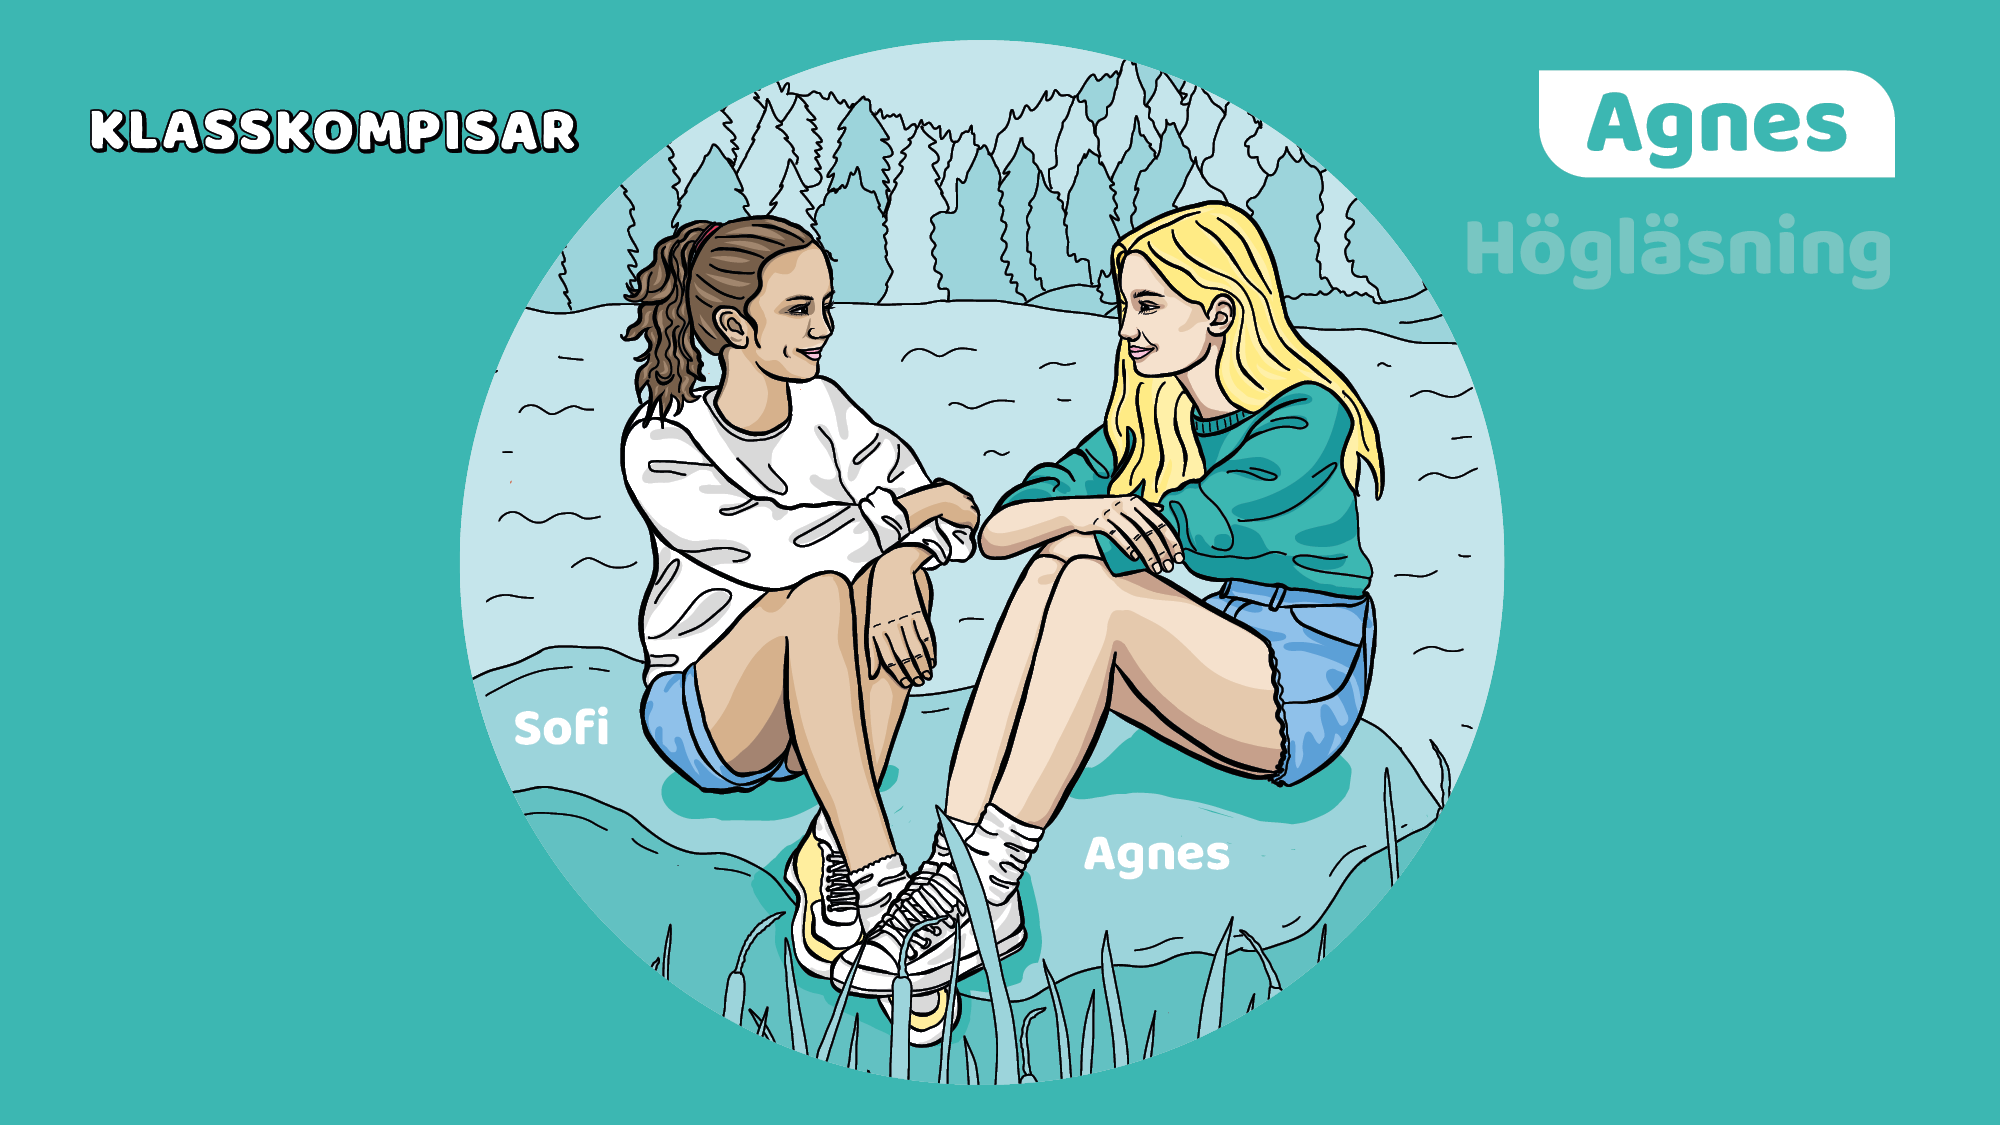 KLASSKOMPISAR
Agnes
Högläsning
Sofi
Agnes